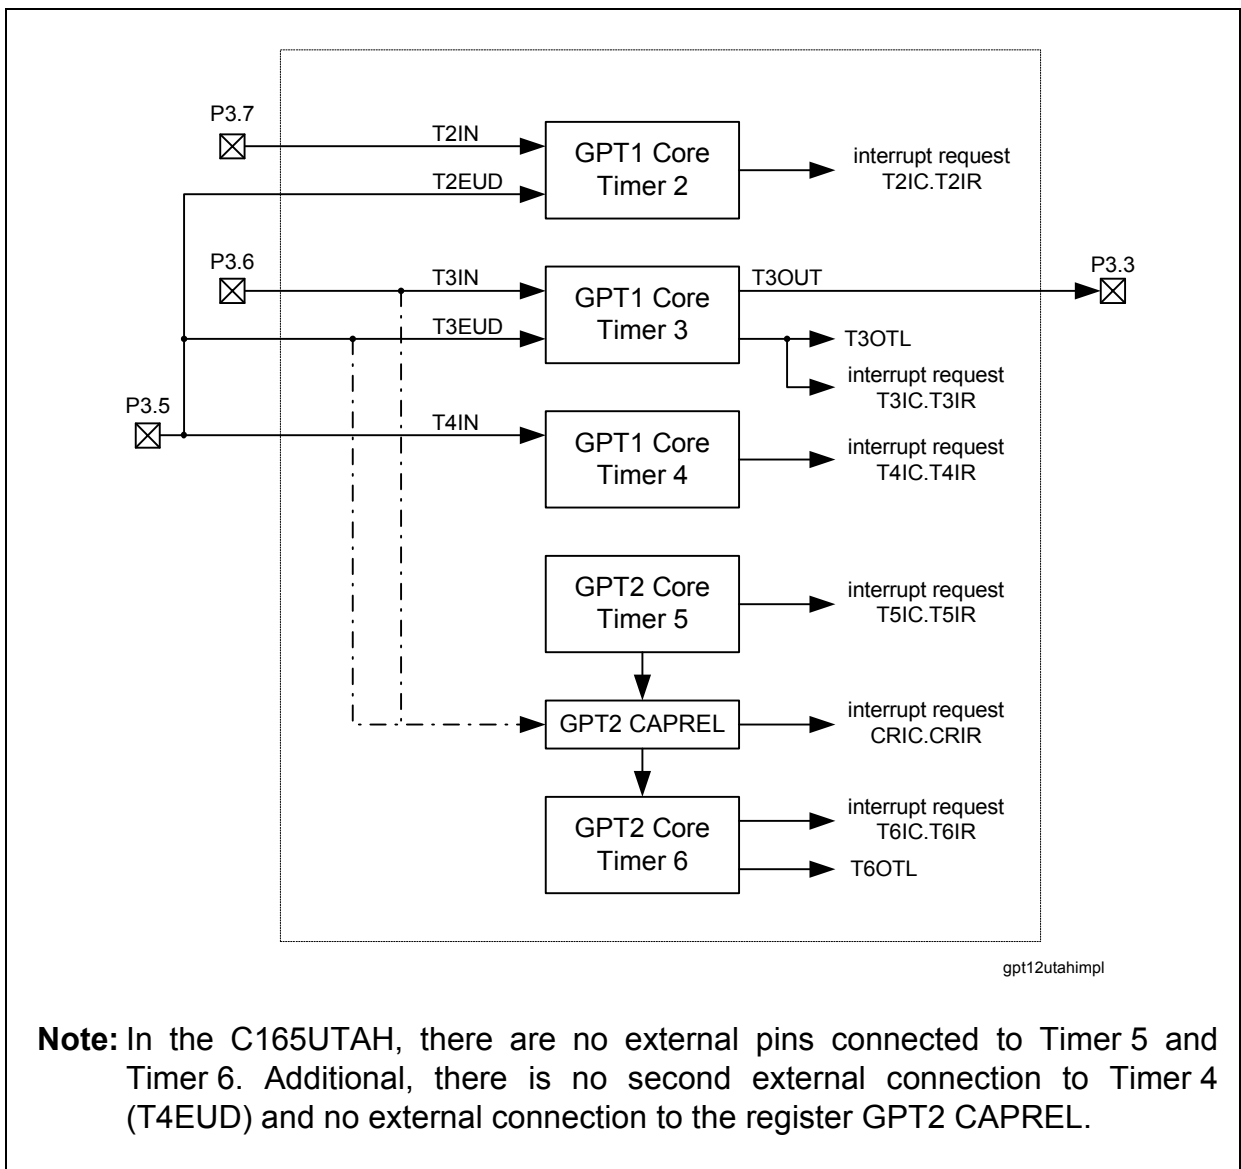 P3.7
T2IN
GPT1 Core
Timer 2
interrupt request
T2IC.T2IR
T2EUD
P3.6
T3IN
GPT1 Core
Timer 3
T3OUT
P3.3
T3EUD
T3OTL
interrupt request
T3IC.T3IR
P3.5
T4IN
GPT1 Core
Timer 4
interrupt request
T4IC.T4IR
GPT2 Core
Timer 5
interrupt request
T5IC.T5IR
GPT2 CAPREL
interrupt request
CRIC.CRIR
GPT2 Core
Timer 6
interrupt request
T6IC.T6IR
T6OTL
gpt12utahimpl
Note: In the C165UTAH, there are no external pins connected to Timer 5 and
Timer 6. Additional, there is no second external connection to Timer 4
(T4EUD) and no external connection to the register GPT2 CAPREL.